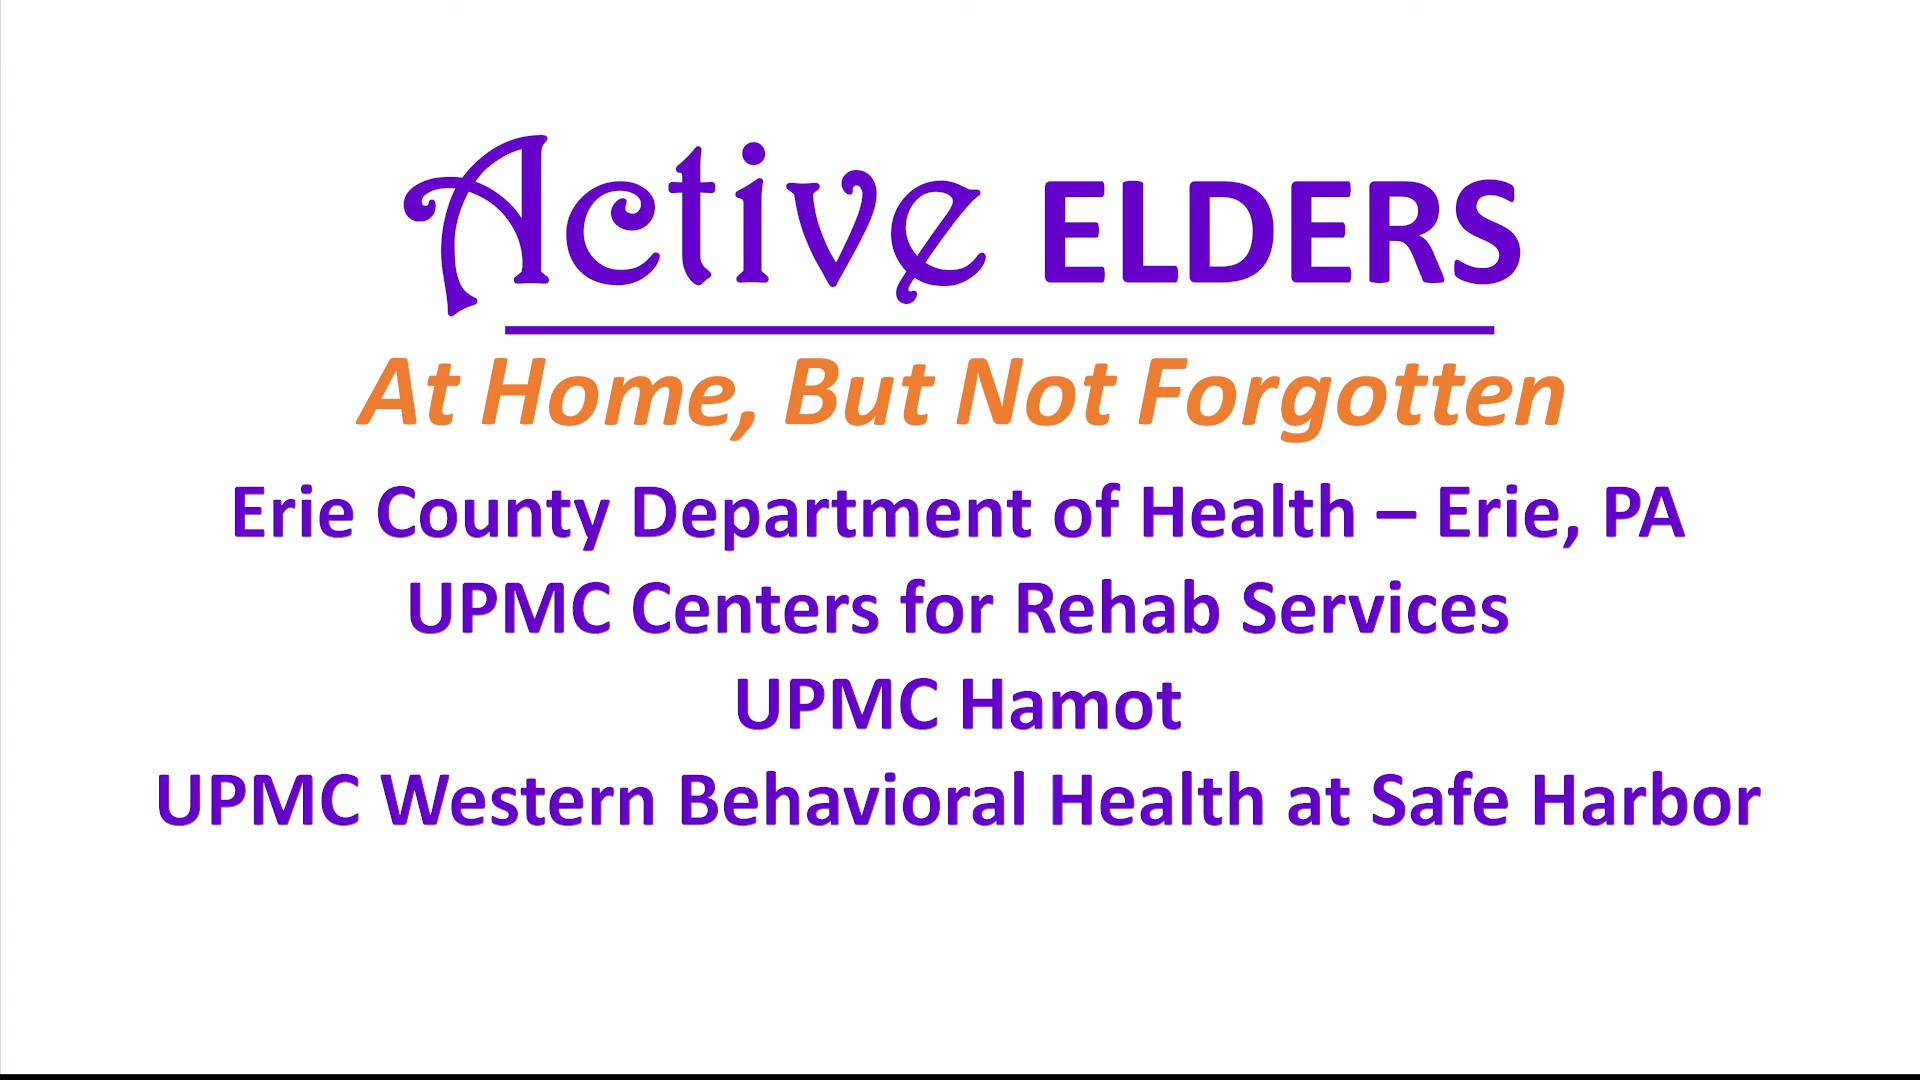 Active ELDERS
At Home, But Not Forgotten
Erie County Department of Health – Erie, PA
UPMC Centers for Rehab Services
UPMC Hamot
UPMC Western Behavioral Health at Safe Harbor